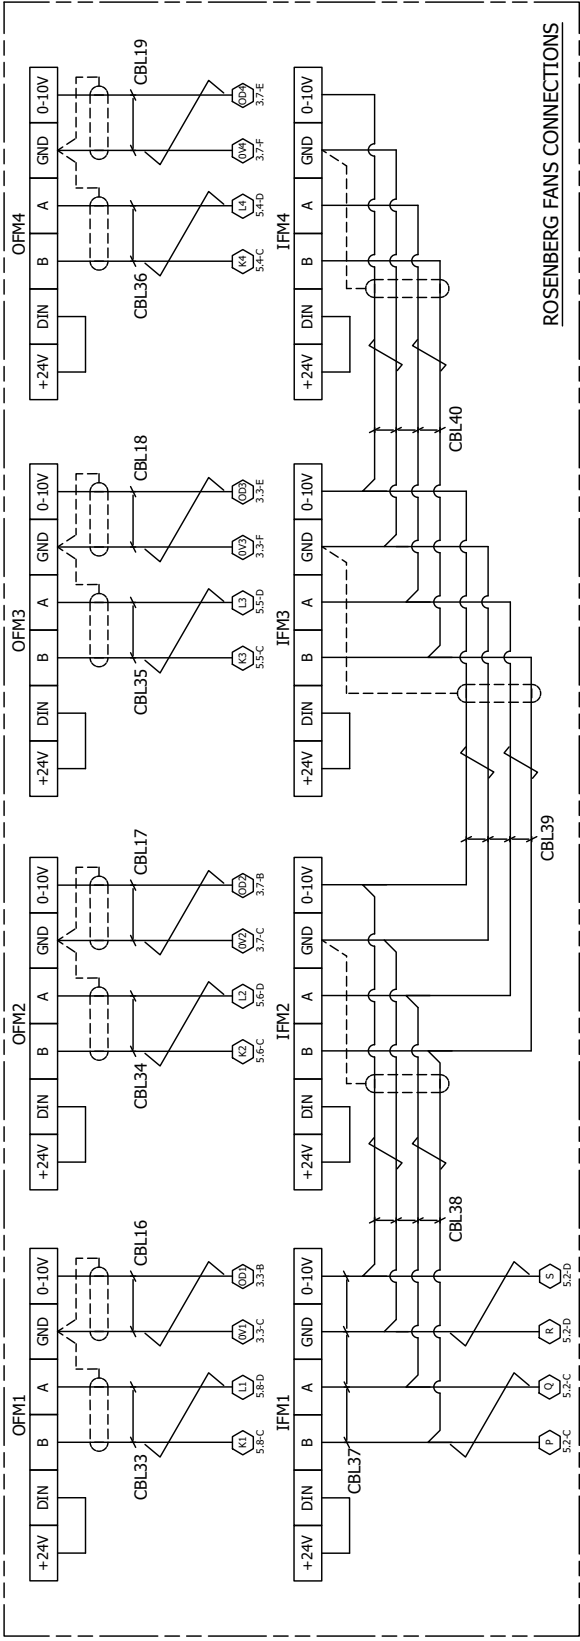 OFM1
+24V DIN B A GND 0-10V
CBL33
CBL16
K1
5.8-C
L1
5.8-D
0V1
3.3-C
OD1
3.3-B
OFM2
+24V DIN B A GND 0-10V
CBL34
CBL17
K2
5.6-C
L2
5.6-D
0V2
3.7-C
OD2
3.7-B
OFM3
+24V DIN B A GND 0-10V
CBL35
CBL18
K3
5.5-C
L3
5.5-D
0V3
3.3-F
OD3
3.3-E
OFM4
+24V DIN B A GND 0-10V
CBL36
CBL19
K4
5.4-C
L4
5.4-D
0V4
3.7-F
OD4
3.7-E
IFM1
+24V DIN B A GND 0-10V
CBL37
P
5.2-C
Q
5.2-C
R
5.2-D
S
5.2-D
CBL38
IFM2
+24V DIN B A GND 0-10V
CBL39
IFM3
+24V DIN B A GND 0-10V
CBL40
IFM4
+24V DIN B A GND 0-10V
ROSENBERG FANS CONNECTIONS